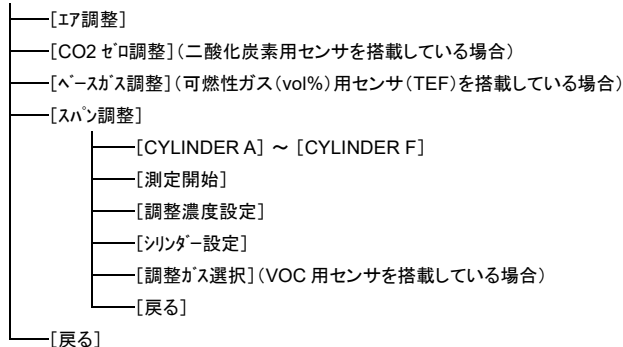 [ｴｱ調整]
[CO2 ｾﾞﾛ調整](二酸化炭素用センサを搭載している場合)
[ﾍﾞｰｽｶﾞｽ調整](可燃性ガス(vol%)用センサ(TEF)を搭載している場合)
[ｽﾊﾟﾝ調整]
[CYLINDER A] ～ [CYLINDER F]
[測定開始]
[調整濃度設定]
[ｼﾘﾝﾀﾞｰ設定]
[調整ｶﾞｽ選択](VOC 用センサを搭載している場合)
[戻る]
[戻る]